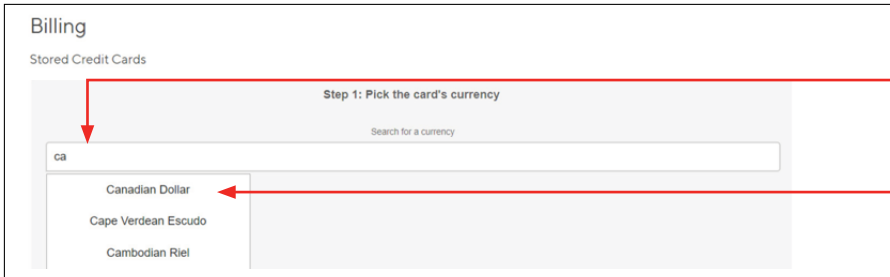 Billing
Stored Credit Cards
Step 1: Pick the card's currency
Search for a currency
ca
Canadian Dollar
Cape Verdean Escudo
Cambodian Riel